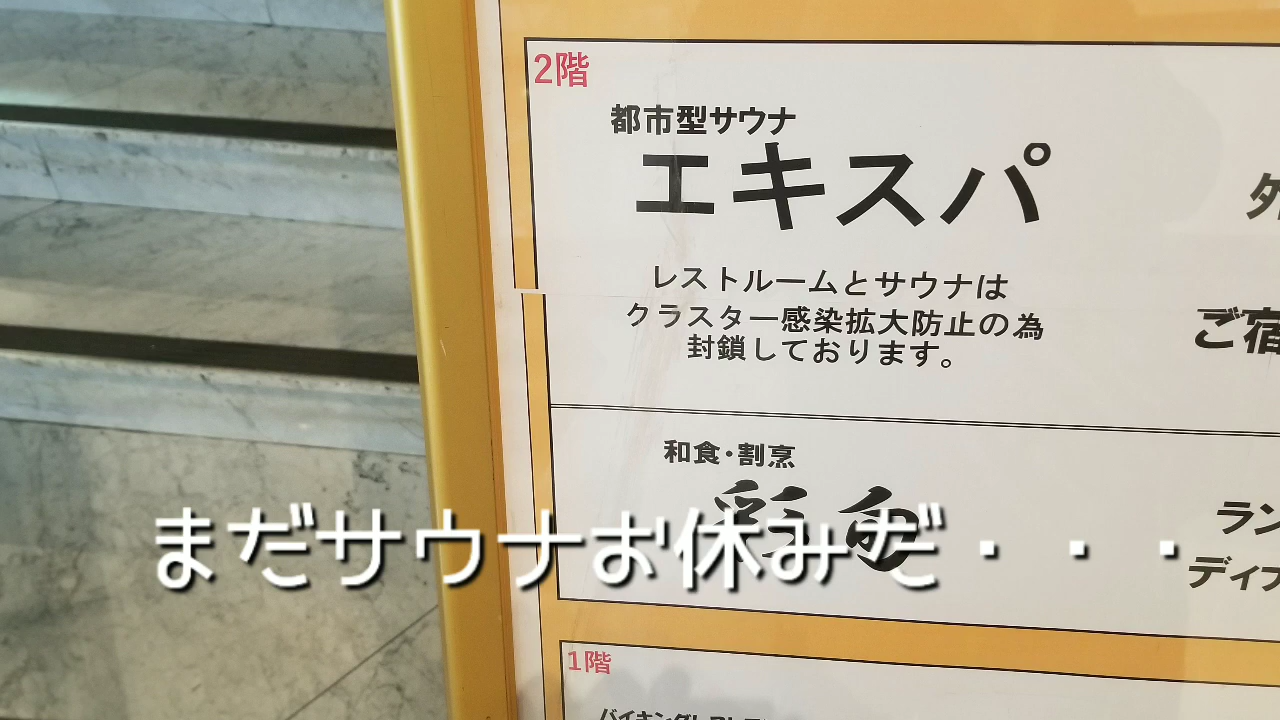 2階
都市型サウナ
エキスパ
外
レストルームとサウナは
クラスター感染拡大防止の為
封鎖しております。
ご宿
和食・割烹
ラン
ディナ
まだサウナお休みだ・・・
1階